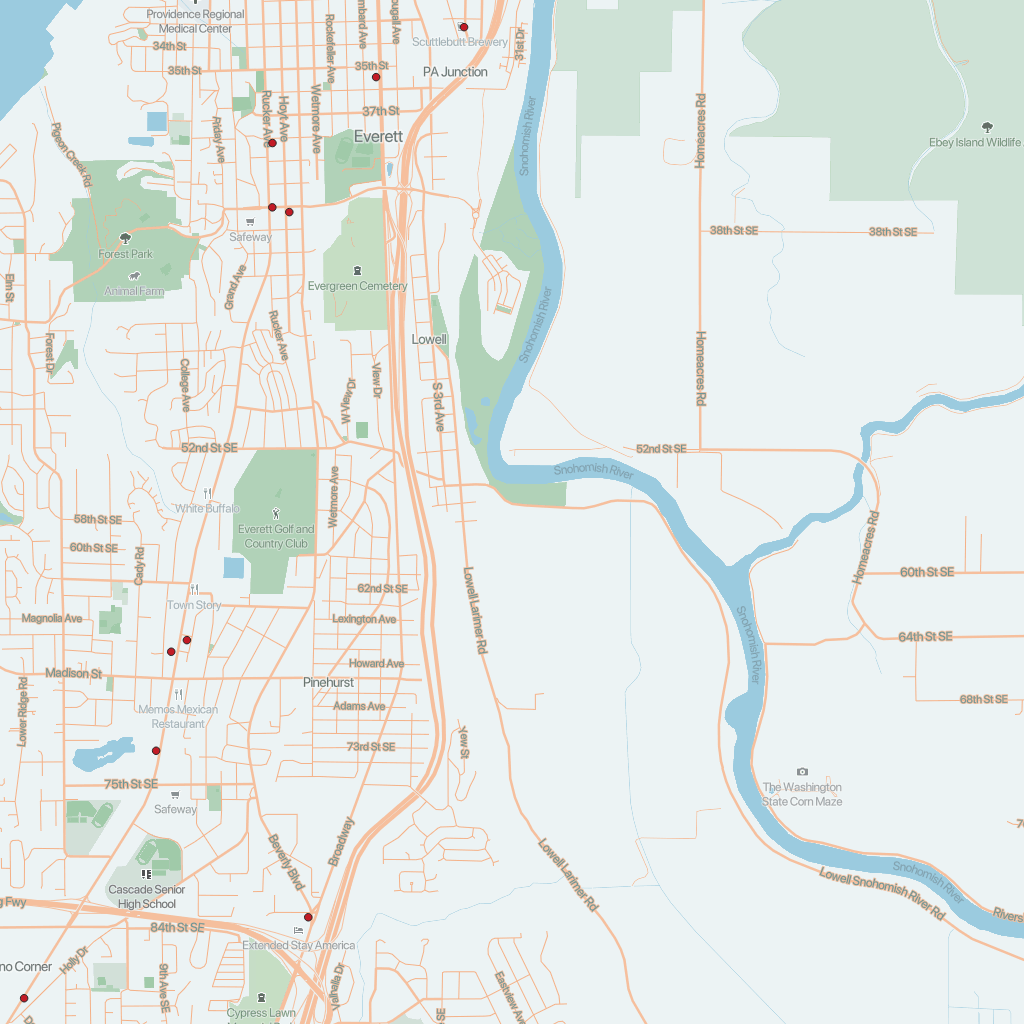 Providence Regional
Medical Center
34th St
35th St
Rockefeller Ave
35th St
Scuttlebutt Brewery
31st Dr
PA Junction
37th St
Rucker Ave
Hoyt Ave
Wetmore Ave
Friday Ave
Everett
Pigeon Creek Rd
Snohomish River
Homeacres Rd
Ebey Island Wildlife
38th St SE
38th St SE
Safeway
Forest Park
Animal Farm
Elm St
Grand Ave
Evergreen Cemetery
Rucker Ave
Lowell
Snohomish River
Homeacres Rd
Forest Dr
College Ave
View Dr
W View Dr
S 3rd Ave
52nd St SE
52nd St SE
Snohomish River
Wetmore Ave
White Buffalo
58th St SE
60th St SE
Cady Rd
Everett Golf and
Country Club
Homeacres Rd
60th St SE
62nd St SE
Town Story
Magnolia Ave
Lexington Ave
Lowell Larimer Rd
Snohomish River
64th St SE
Howard Ave
Madison St
Pinehurst
Lower Ridge Rd
Memos Mexican
Restaurant
Adams Ave
68th St SE
73rd St SE
Yew St
75th St SE
Safeway
The Washington
State Corn Maze
Beverly Blvd
Broadway
Lowell Larimer Rd
Cascade Senior
High School
Snohomish River
Lowell Snohomish River Rd
Fwy
84th St SE
Extended Stay America
Holly Dr
9th Ave SE
Eastview Ave
Cypress Lawn